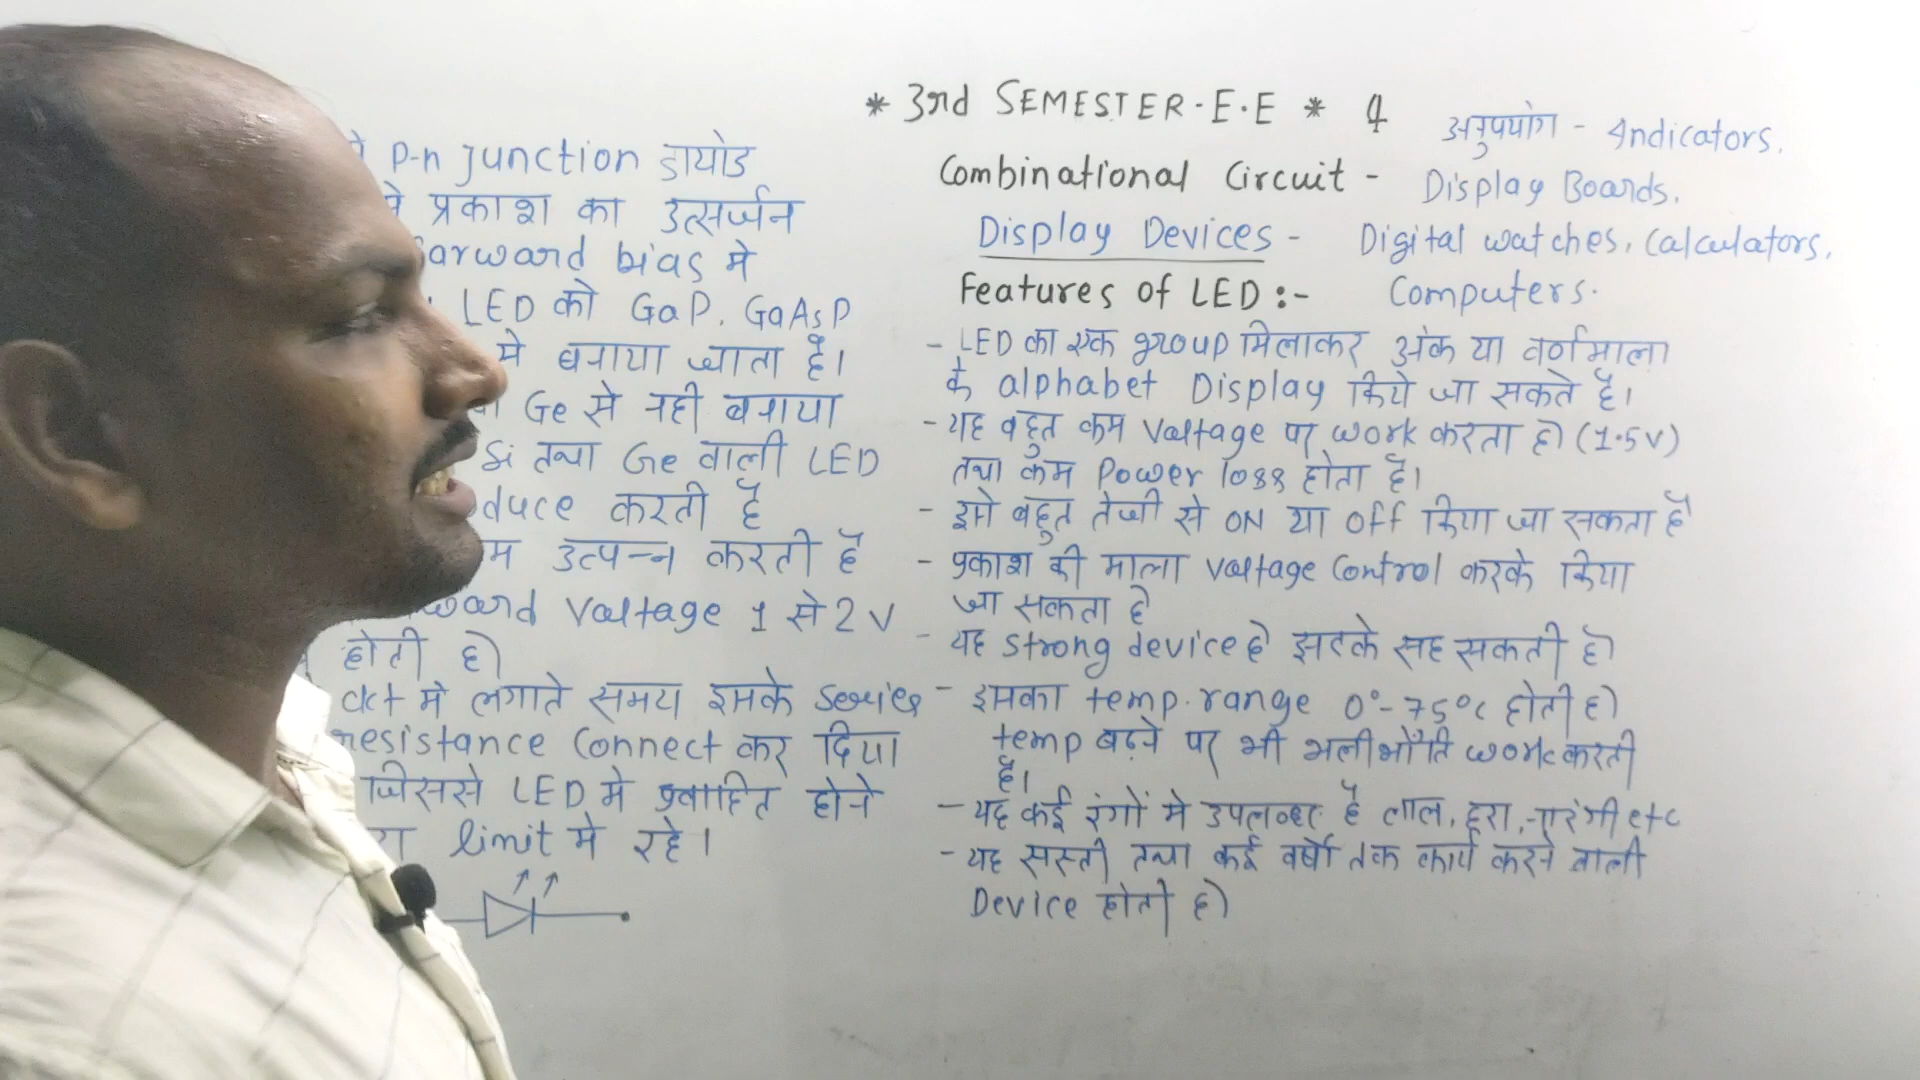 * 3rd SEMESTER-E.E * 4
Combinational Circuit -
Display Devices -
Features of LED :-
अनुपयोग - Indicators,
Display Boards,
Digital watches, Calculators,
Computers.
- LED का एक group मिलाकर अंक या वर्णमाला
के alphabet Display किये जा सकते है।
- यह बहुत कम Voltage पर work करता है (1.5V)
तथा कम Power loss होता है।
- इसे बहुत तेजी से ON या OFF किया जा सकता है
- प्रकाश की मात्रा Voltage Control करके किया
जा सकता है
- यह strong device है झटके सह सकती है
- इसका temp. range 0°-75°c होती है
temp बढ़ने पर भी भलीभाँति work करती
है।
- यह कई रंगों मे उपलब्ध है लाल, हरा, नारंगी etc
- यह सस्ती तथा कई वर्षो तक कार्य करने वाली
Device होती है
p-n junction डायोड
प्रकाश का उत्सर्जन
bias मे
LED को GaP, GaAsP
मे बनाया जाता है।
Ge से नही बनाया
Si तथा Ge वाली LED
करती है
उत्पन्न करती है
Voltage 1 से 2 V
होती है
ckt मे लगाते समय इसके series
resistance Connect कर दिया
जिससे LED मे प्रवाहित होने
limit मे रहे।